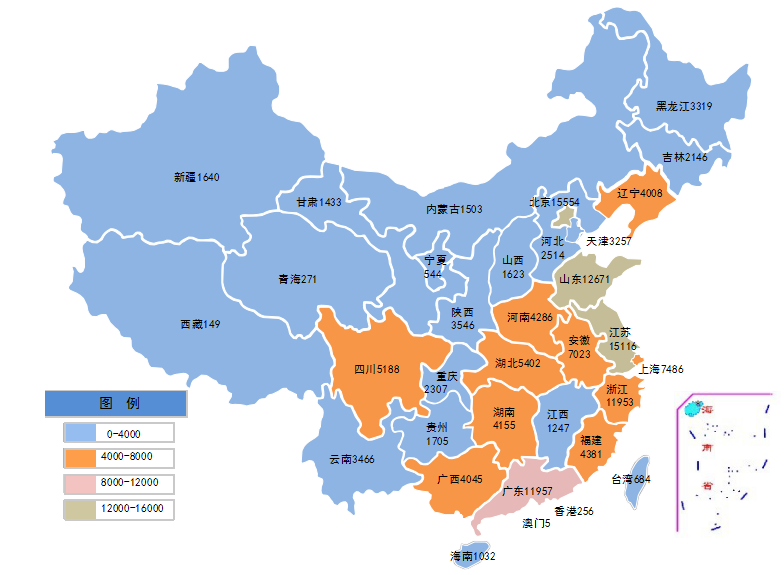 黑龙江3319
吉林2146
新疆1640
辽宁4008
甘肃1433
北京15554
内蒙古1503
河北
2514
天津3257
宁夏
544
山西
1623
青海271
山东12671
陕西
3546
西藏149
河南4286
江苏
15116
安徽
7023
湖北5402
四川5188
上海7486
重庆
2307
浙江
11953
图 例
0-4000
4000-8000
8000-12000
12000-16000
湖南
4155
江西
1247
贵州
1705
福建
4381
云南3466
广西4045
广东11957
台湾684
香港256
澳门5
海南1032
海
南
省